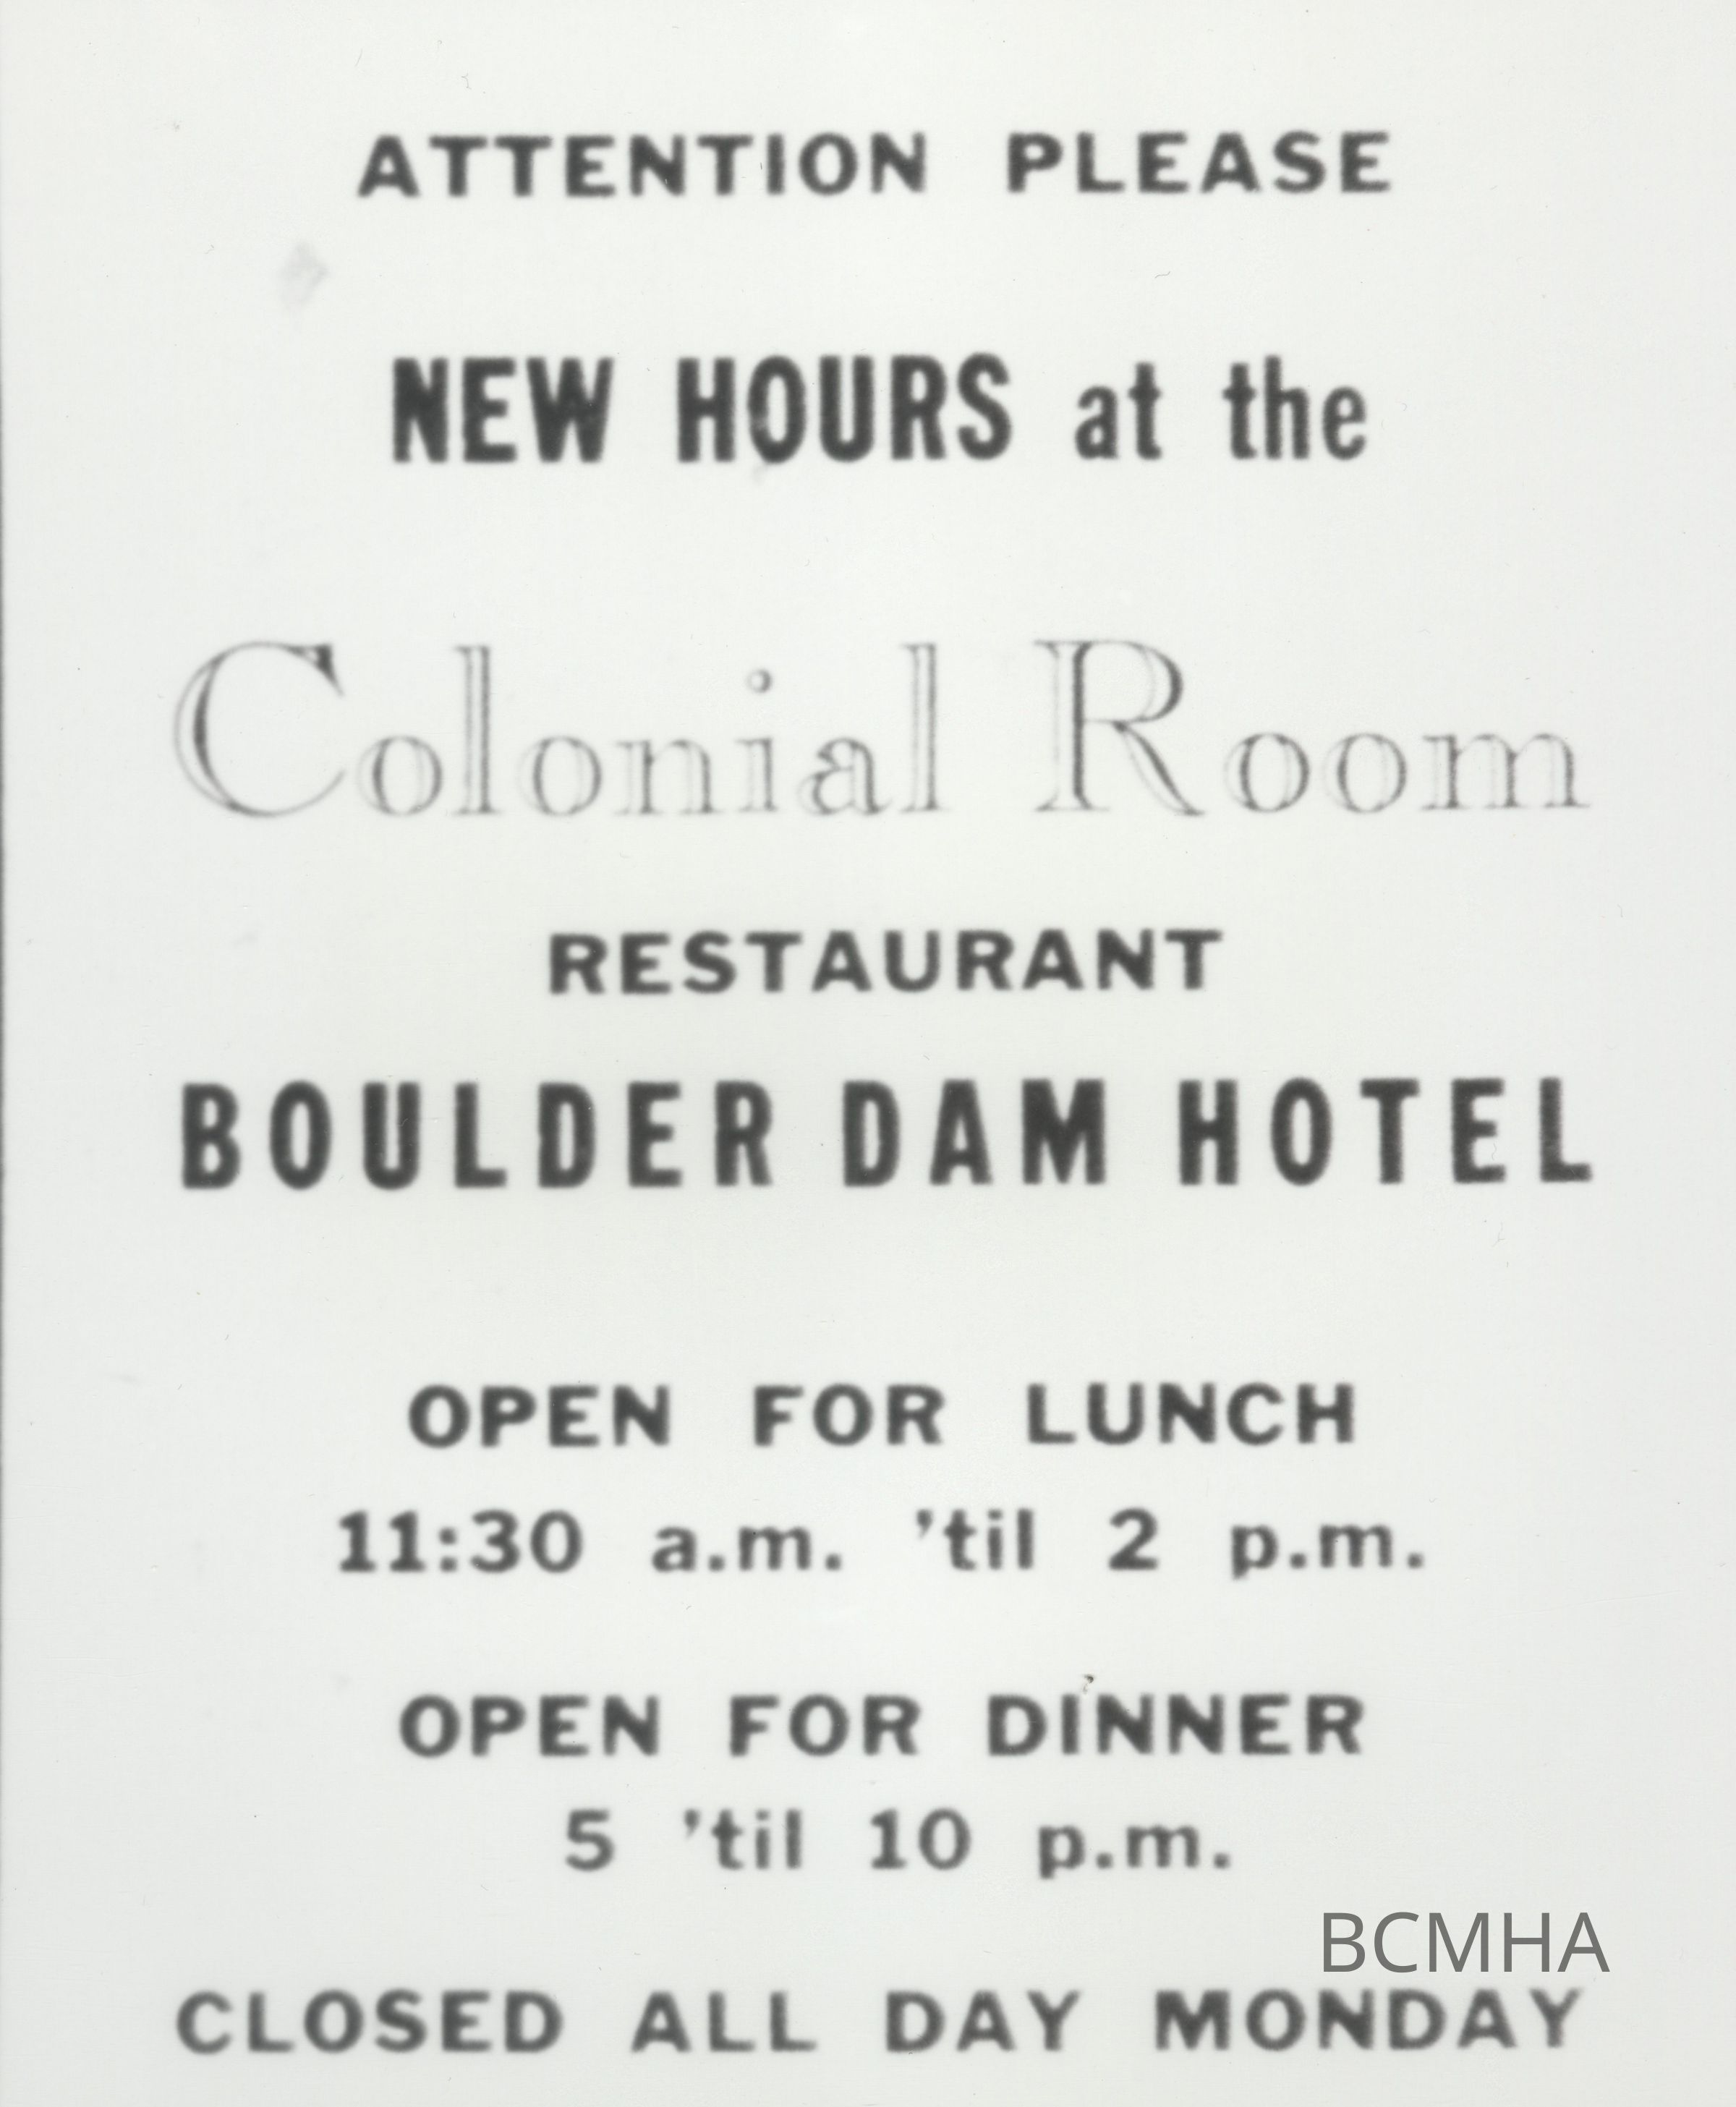 ATTENTION PLEASE
NEW HOURS at the
Colonial Room
RESTAURANT
BOULDER DAM HOTEL
OPEN FOR LUNCH
11:30 a.m. 'til 2 p.m.
OPEN FOR DINNER
5 'til 10 p.m.
BCMHA
CLOSED ALL DAY MONDAY